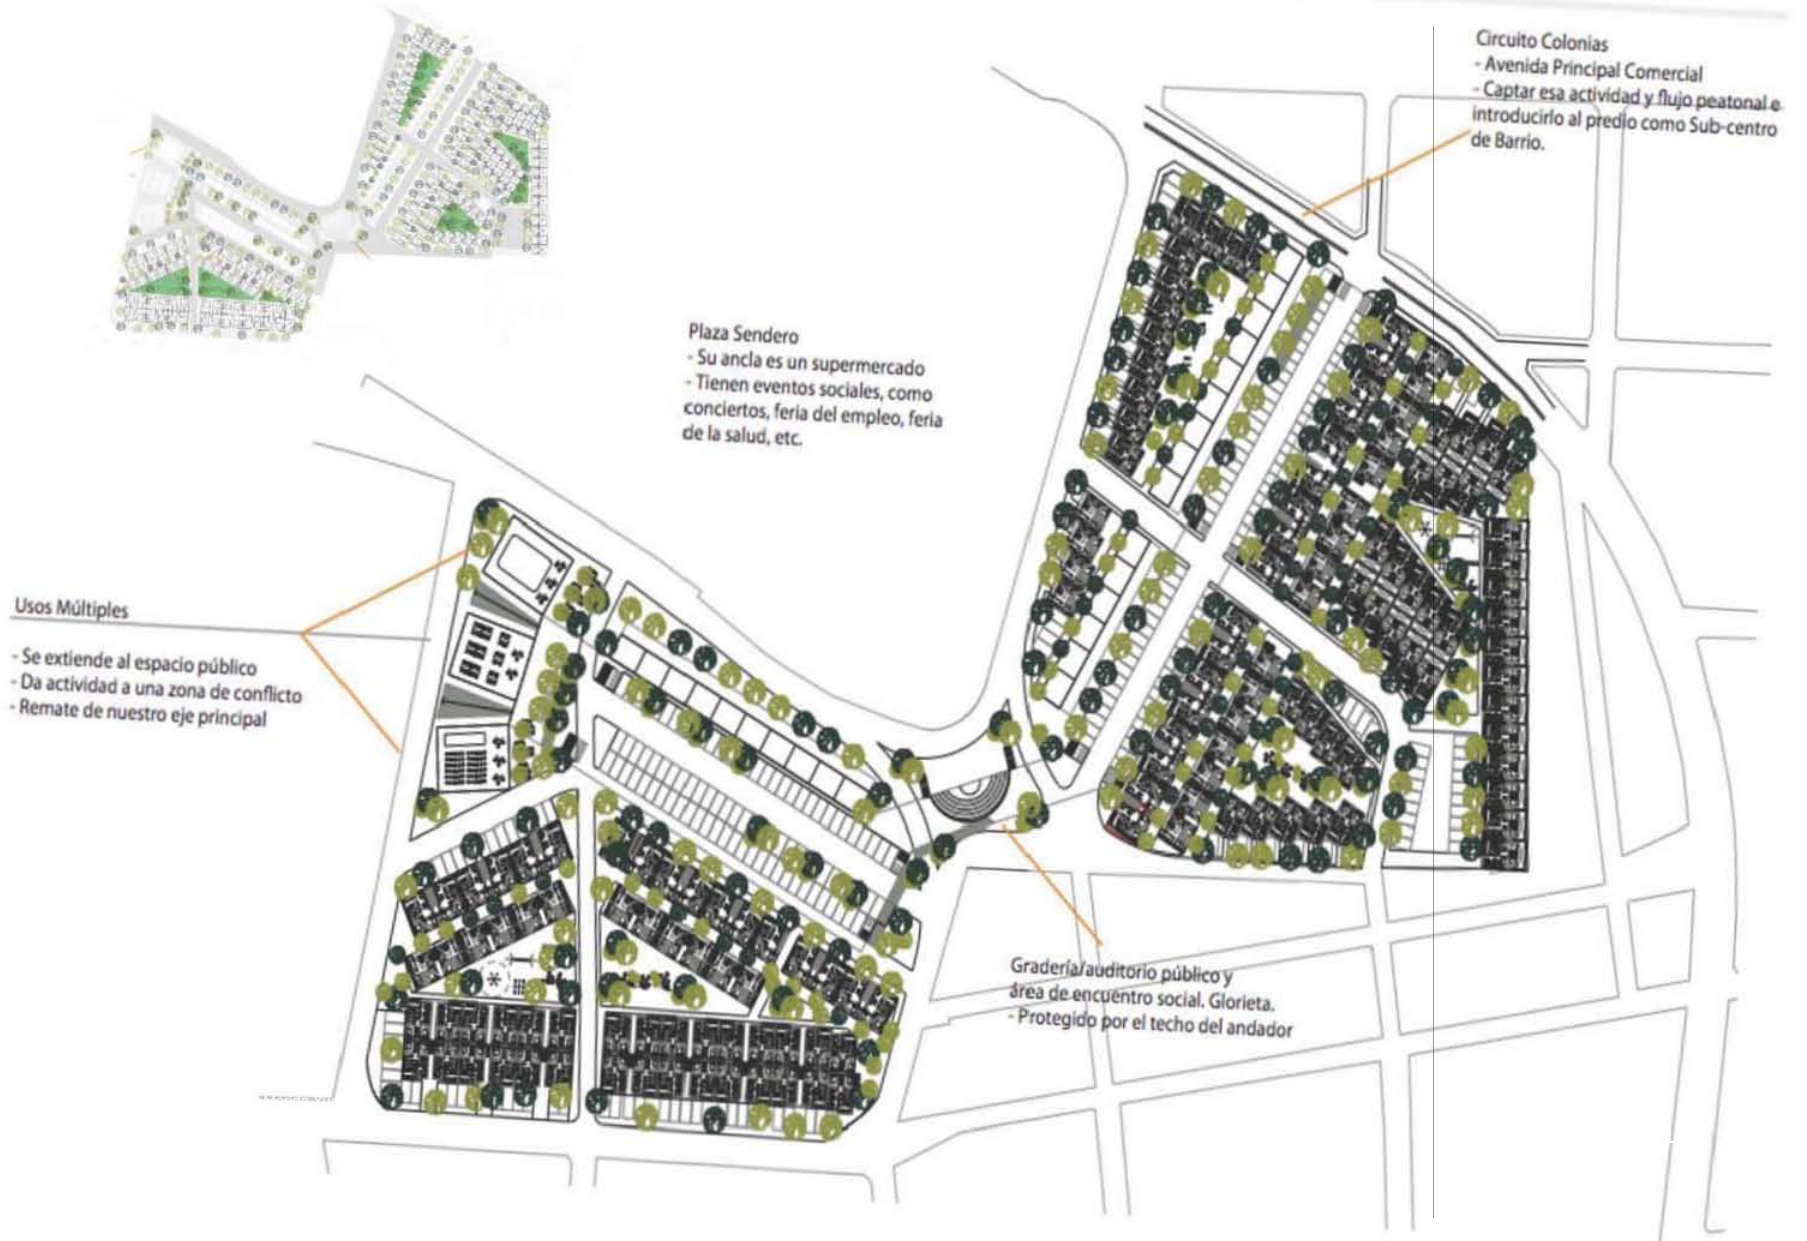 Circuito Colonias
- Avenida Principal Comercial
- Captar esa actividad y flujo peatonal e
introducirlo al predio como Sub-centro
de Barrio.
Plaza Sendero
- Su ancla es un supermercado
- Tienen eventos sociales, como
conciertos, feria del empleo, feria
de la salud, etc.
Usos Múltiples
- Se extiende al espacio público
- Da actividad a una zona de conflicto
- Remate de nuestro eje principal
Gradería/auditorio público y
área de encuentro social. Glorieta.
- Protegido por el techo del andador